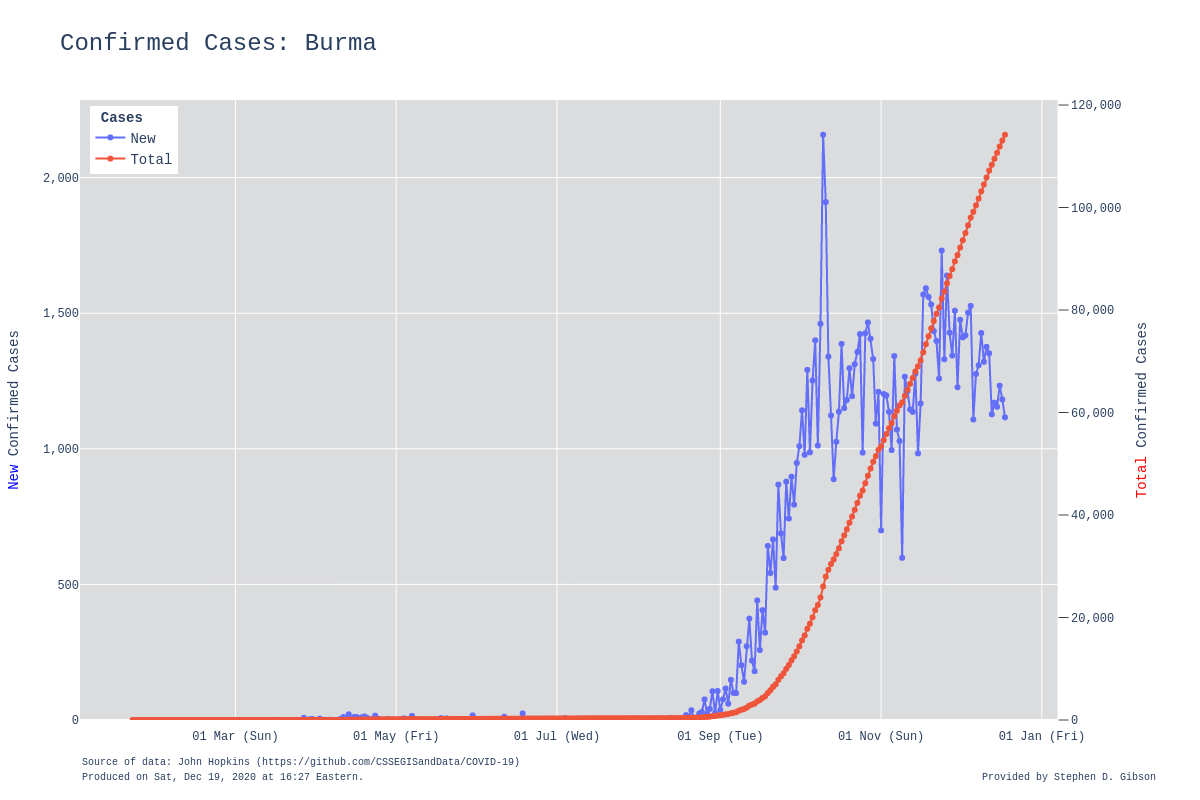 Confirmed Cases: Burma
Cases
New
Total
2,000
1,500
1,000
500
0
New Confirmed Cases
120,000
100,000
80,000
60,000
40,000
20,000
0
Total Confirmed Cases
01 Mar (Sun)
01 May (Fri)
01 Jul (Wed)
01 Sep (Tue)
01 Nov (Sun)
01 Jan (Fri)
Source of data: John Hopkins (https://github.com/CSSEGISandData/COVID-19)
Produced on Sat, Dec 19, 2020 at 16:27 Eastern.
Provided by Stephen D. Gibson